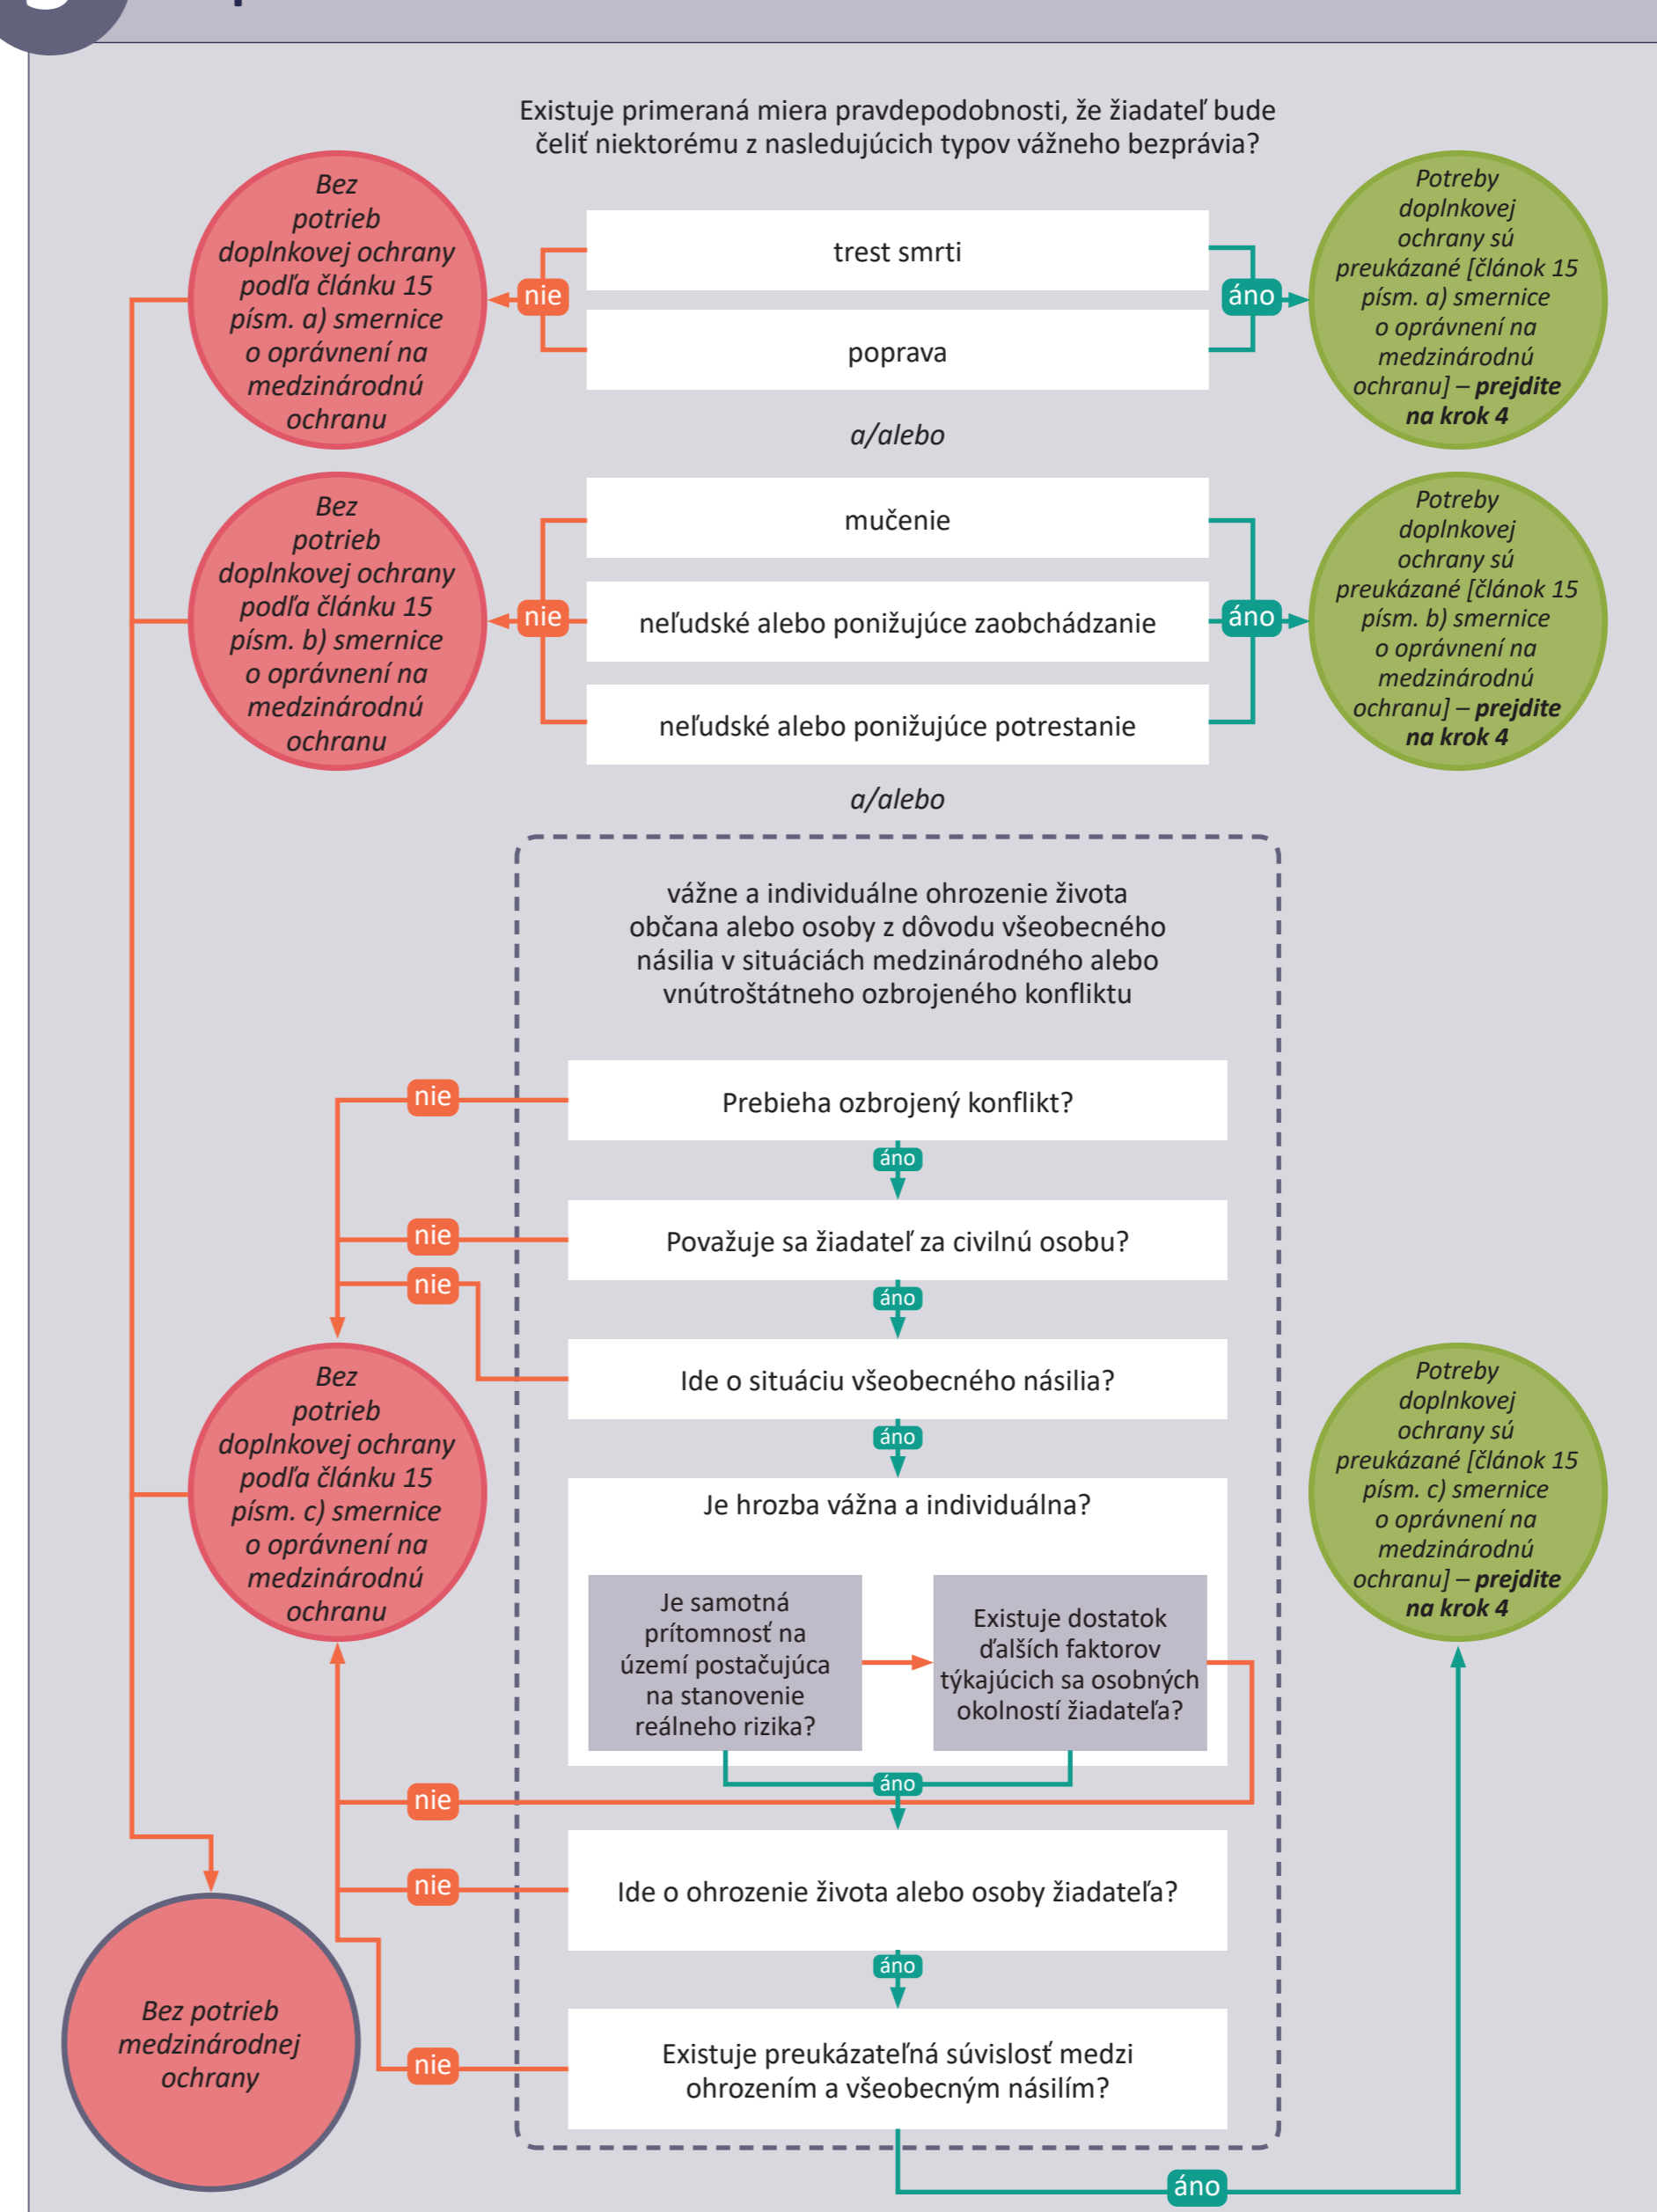 Existuje primeraná miera pravdepodobnosti, že žiadateľ bude
čeliť niektorému z nasledujúcich typov vážneho bezprávia?
Bez
potrieb
doplnkovej ochrany
podľa článku 15
písm. a) smernice
o oprávnení na
medzinárodnú
ochranu
nie
trest smrti
poprava
áno
Potreby
doplnkovej
ochrany sú
preukázané [článok 15
písm. a) smernice
o oprávnení na
medzinárodnú
ochranu] – prejdite
na krok 4
a/alebo
Bez
potrieb
doplnkovej ochrany
podľa článku 15
písm. b) smernice
o oprávnení na
medzinárodnú
ochranu
nie
mučenie
neľudské alebo ponižujúce zaobchádzanie
neľudské alebo ponižujúce potrestanie
áno
Potreby
doplnkovej
ochrany sú
preukázané [článok 15
písm. b) smernice
o oprávnení na
medzinárodnú
ochranu] – prejdite
na krok 4
a/alebo
vážne a individuálne ohrozenie života
občana alebo osoby z dôvodu všeobecného
násilia v situáciách medzinárodného alebo
vnútroštátneho ozbrojeného konfliktu
nie
Prebieha ozbrojený konflikt?
áno
nie
Považuje sa žiadateľ za civilnú osobu?
nie
áno
Ide o situáciu všeobecného násilia?
áno
Bez
potrieb
doplnkovej ochrany
podľa článku 15
písm. c) smernice
o oprávnení na
medzinárodnú
ochranu
Je hrozba vážna a individuálna?
Je samotná
prítomnosť na
území postačujúca
na stanovenie
reálneho rizika?
Existuje dostatok
ďalších faktorov
týkajúcich sa osobných
okolností žiadateľa?
Potreby
doplnkovej
ochrany sú
preukázané [článok 15
písm. c) smernice
o oprávnení na
medzinárodnú
ochranu] – prejdite
na krok 4
áno
nie
nie
Ide o ohrozenie života alebo osoby žiadateľa?
áno
Bez potrieb
medzinárodnej
ochrany
nie
Existuje preukázateľná súvislosť medzi
ohrozením a všeobecným násilím?
áno